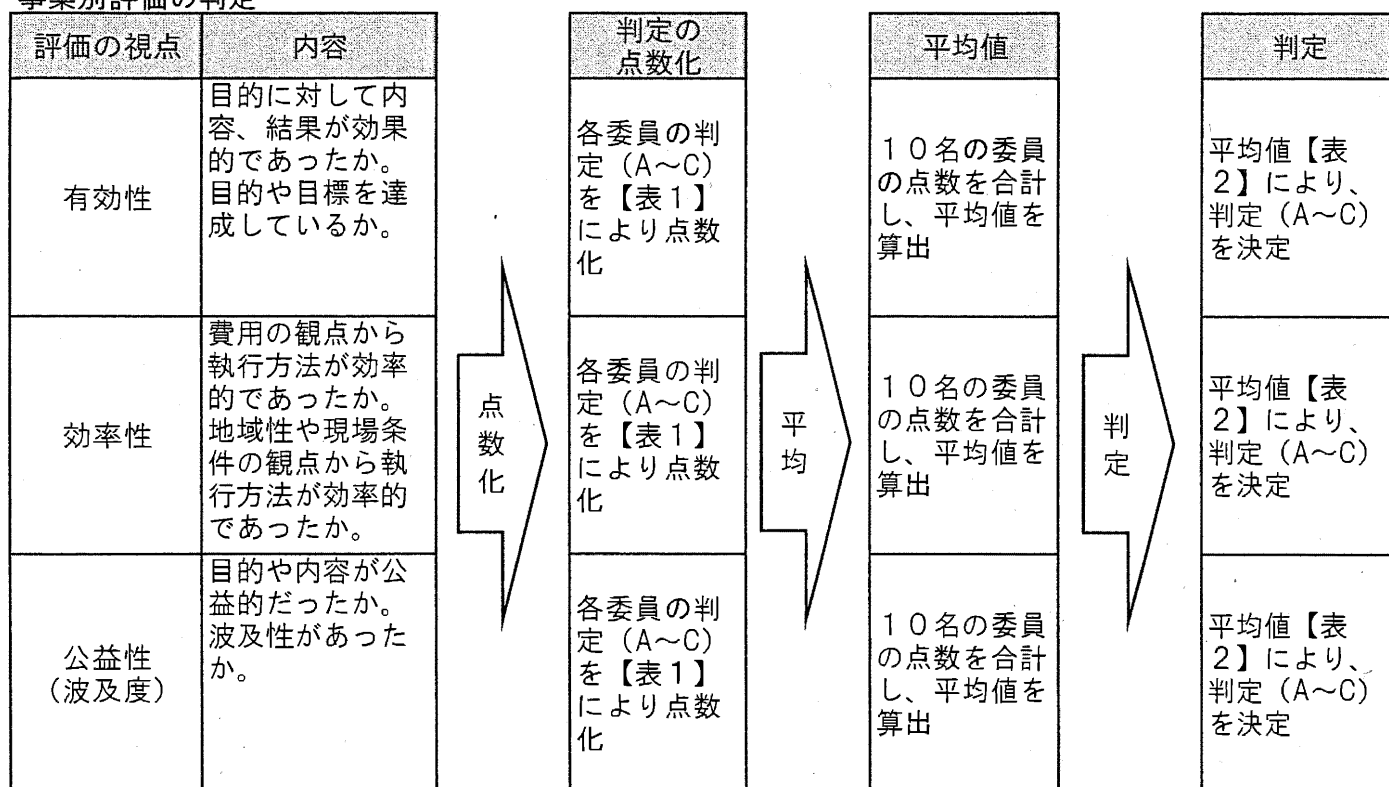 事業別評価の判定
評価の視点
内容
判定の
点数化
平均値
判定
有効性
目的に対して内
容、結果が効果
的であったか。
目的や目標を達
成しているか。
各委員の判
定（A～C）
を【表１】
により点数
化
１０名の委員
の点数を合計
し、平均値を
算出
平均値【表
２】により、
判定（A～C）
を決定
効率性
費用の観点から
執行方法が効率
的であったか。
地域性や現場条
件の観点から執
行方法が効率的
であったか。
点
数
化
各委員の判
定（A～C）
を【表１】
により点数
化
平
均
１０名の委員
の点数を合計
し、平均値を
算出
判
定
平均値【表
２】により、
判定（A～C）
を決定
公益性
（波及度）
目的や内容が公
益的だったか。
波及性があった
か。
各委員の判
定（A～C）
を【表１】
により点数
化
１０名の委員
の点数を合計
し、平均値を
算出
平均値【表
２】により、
判定（A～C）
を決定